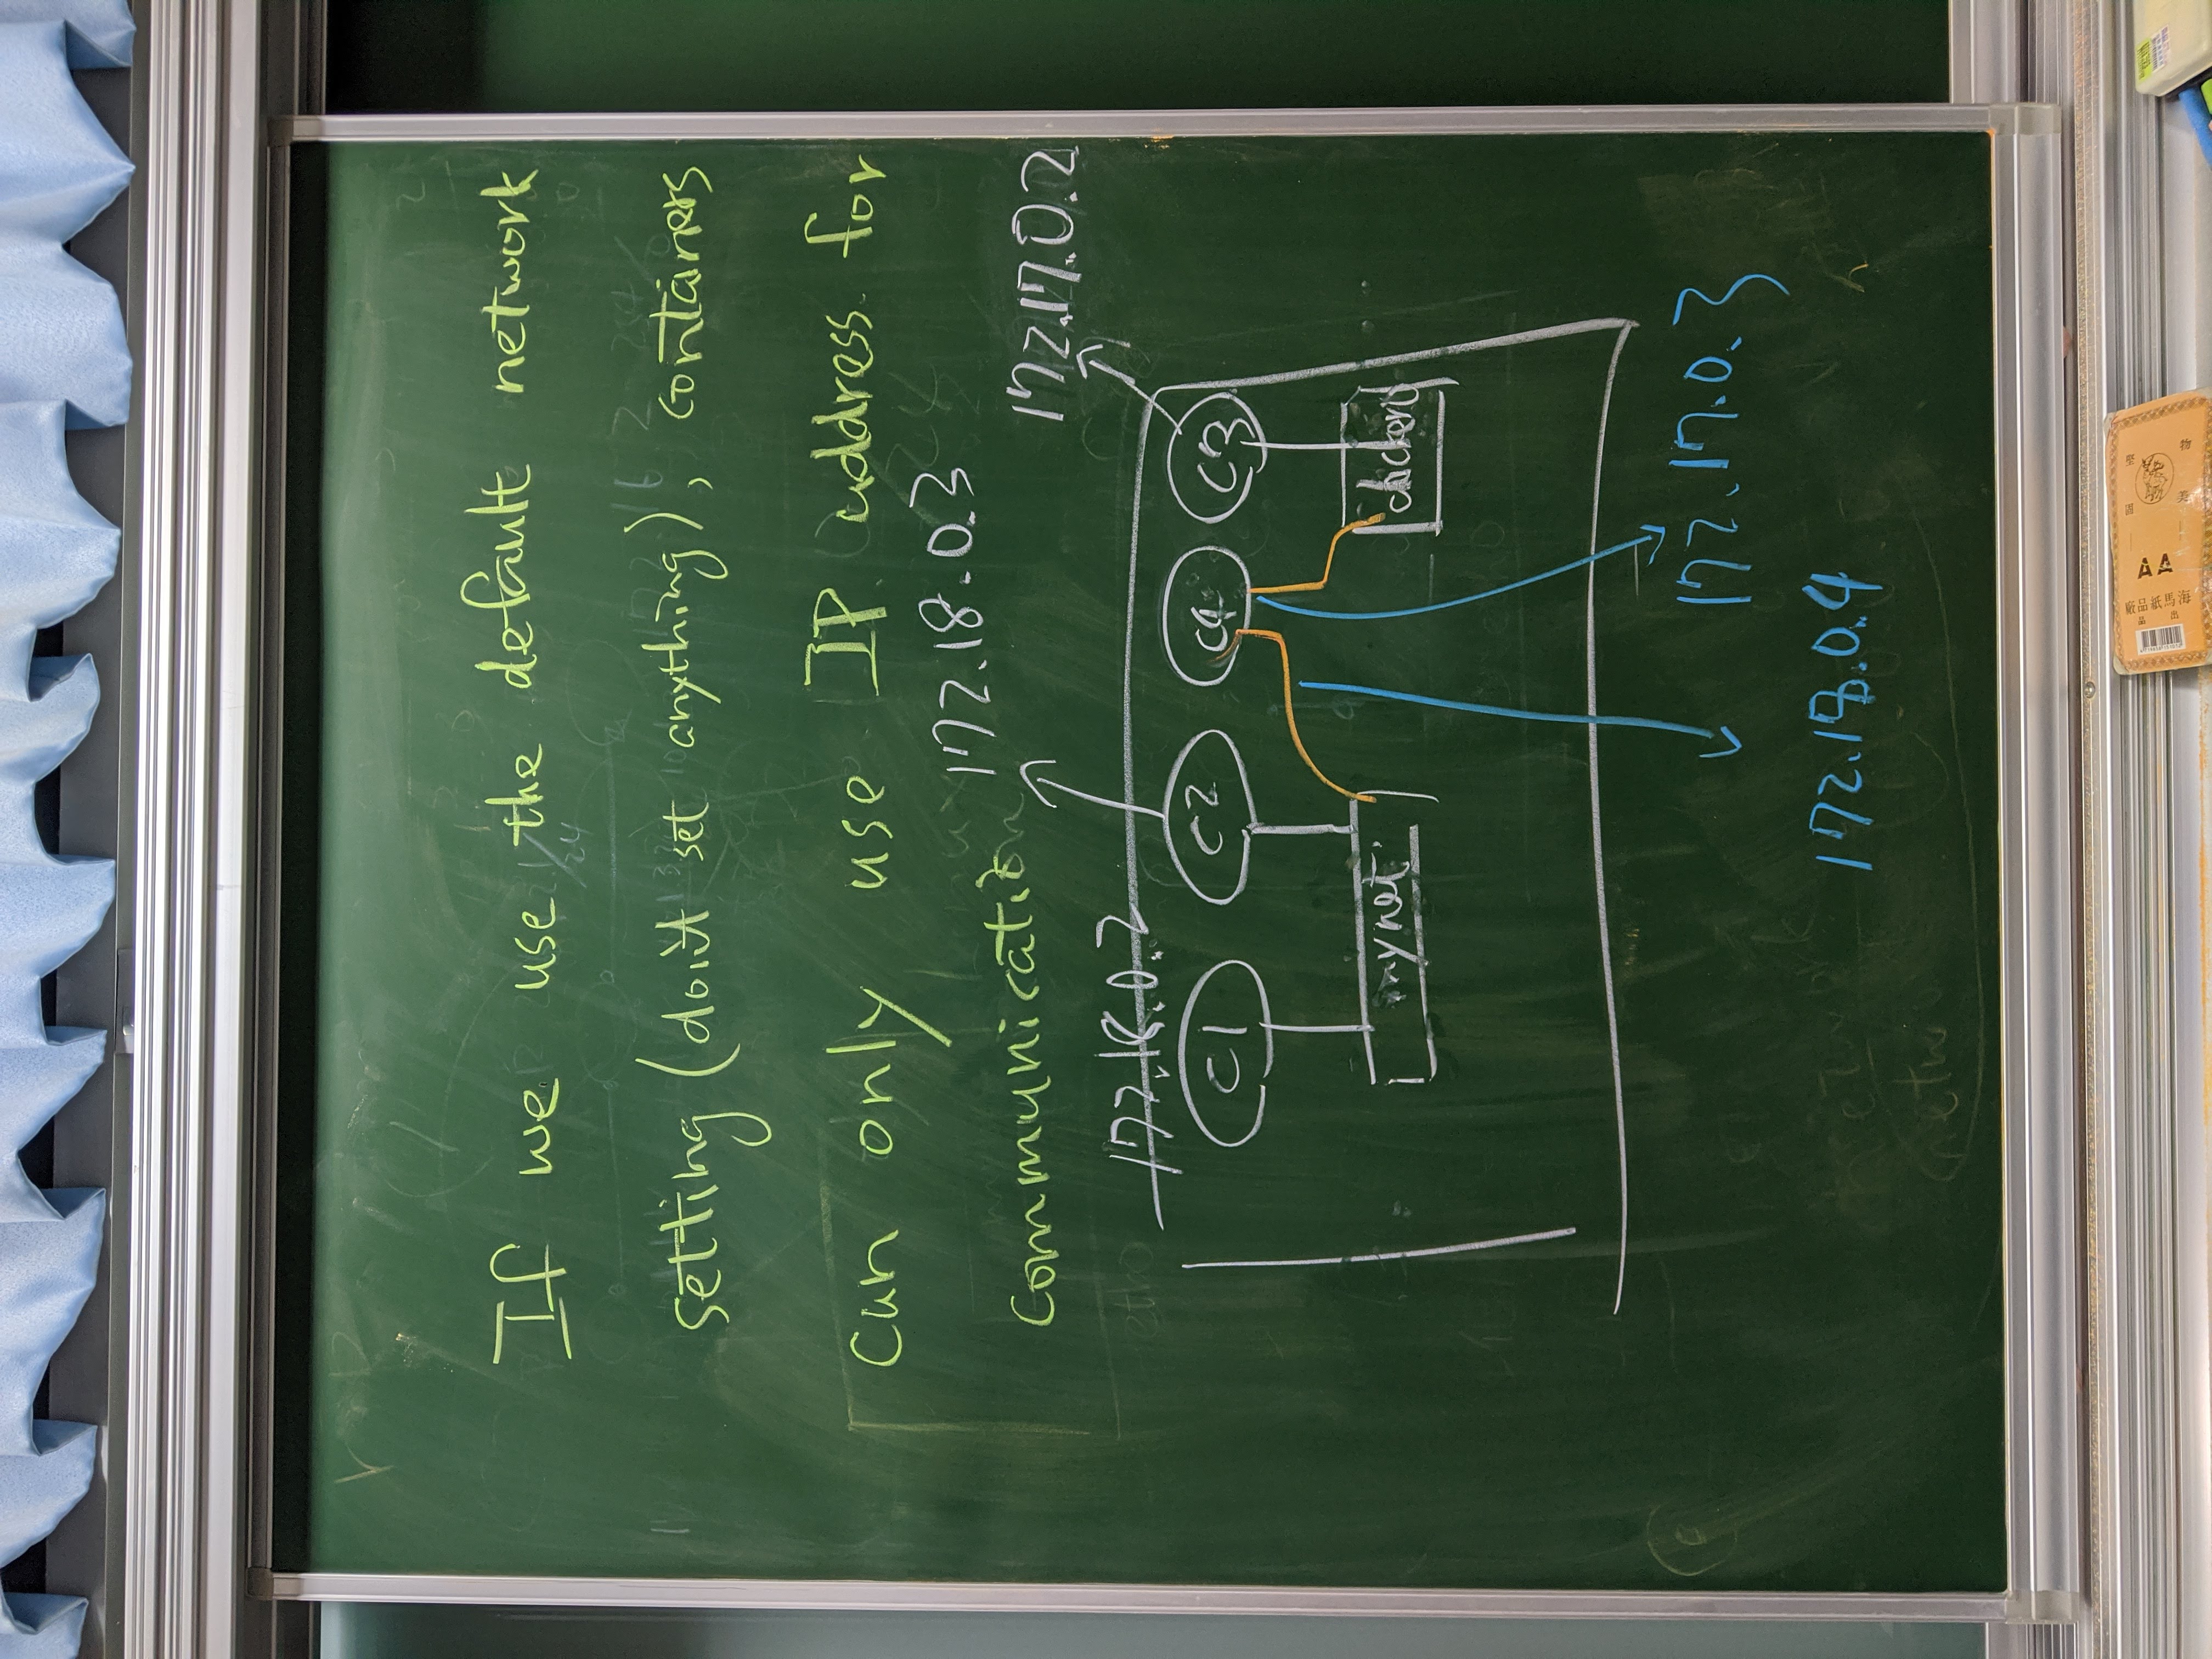 If we use the default network
setting (don't set anything), containers
can only use IP address for
communication
172.18.0.3
172.17.0.2
172.18.0.2
C1 C2 C4 C3
mynet docker0
172.17.0.3
172.18.0.4
AA